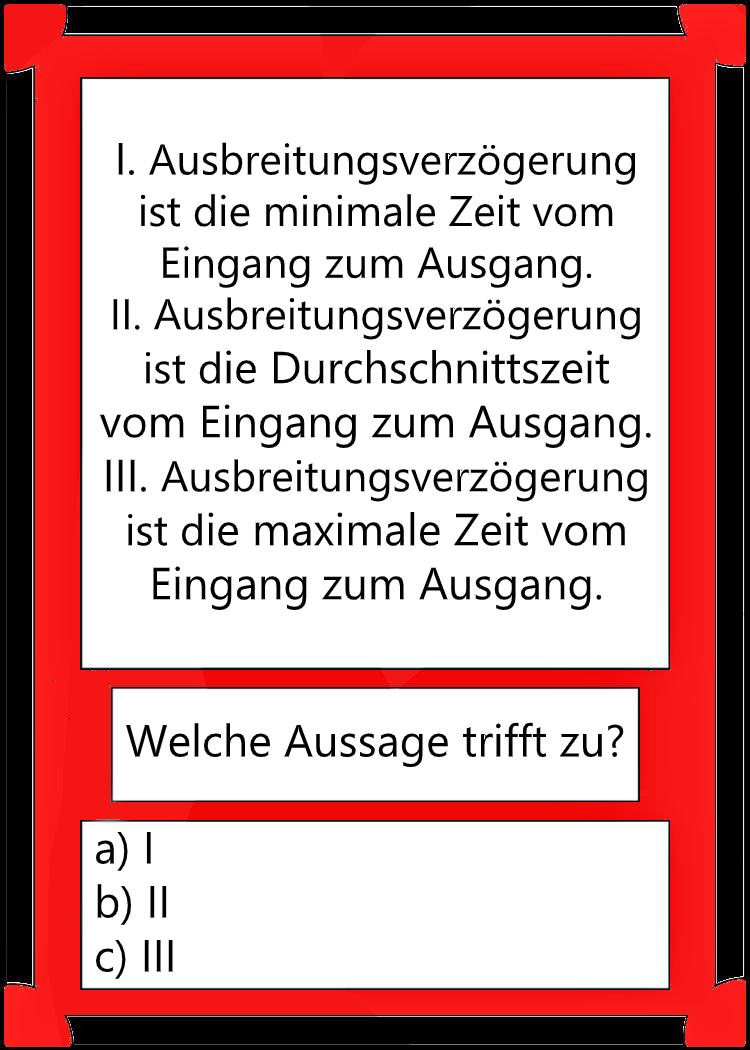 I. Ausbreitungsverzögerung
ist die minimale Zeit vom
Eingang zum Ausgang.
II. Ausbreitungsverzögerung
ist die Durchschnittszeit
vom Eingang zum Ausgang.
III. Ausbreitungsverzögerung
ist die maximale Zeit vom
Eingang zum Ausgang.
Welche Aussage trifft zu?
a) I
b) II
c) III